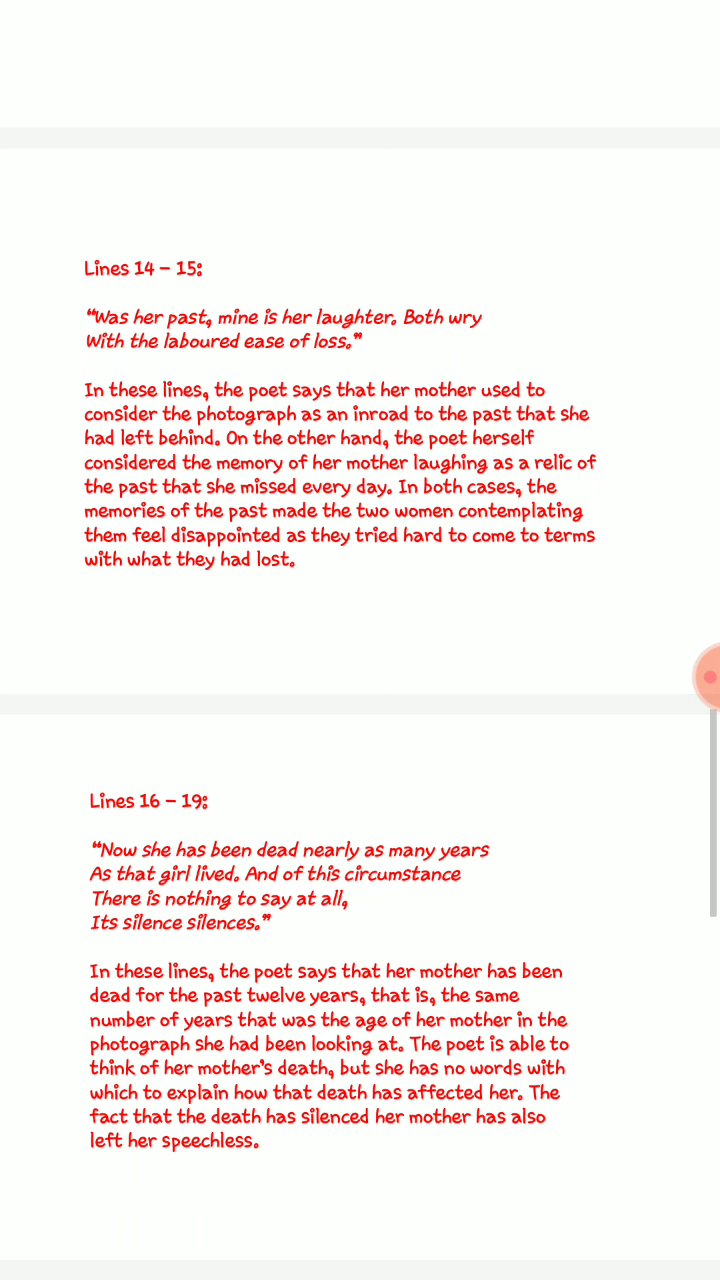 Lines 14 – 15:
“Was her past, mine is her laughter. Both wry
With the laboured ease of loss.”
In these lines, the poet says that her mother used to
consider the photograph as an inroad to the past that she
had left behind. On the other hand, the poet herself
considered the memory of her mother laughing as a relic of
the past that she missed every day. In both cases, the
memories of the past made the two women contemplating
them feel disappointed as they tried hard to come to terms
with what they had lost.
Lines 16 – 19:
“Now she has been dead nearly as many years
As that girl lived. And of this circumstance
There is nothing to say at all,
Its silence silences.”
In these lines, the poet says that her mother has been
dead for the past twelve years, that is, the same
number of years that was the age of her mother in the
photograph she had been looking at. The poet is able to
think of her mother’s death, but she has no words with
which to explain how that death has affected her. The
fact that the death has silenced her mother has also
left her speechless.